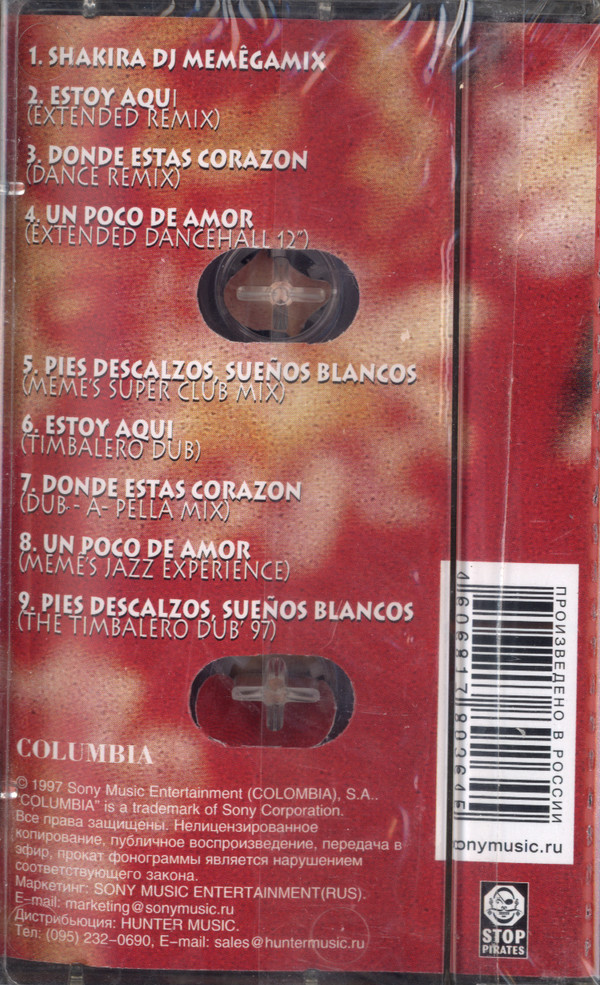 1. SHAKIRA DJ MEMÊGAMIX
2. ESTOY AQUI
(EXTENDED REMIX)
3. DONDE ESTAS CORAZON
(DANCE REMIX)
4. UN POCO DE AMOR
(EXTENDED DANCEHALL 12")
5. PIES DESCALZOS, SUEÑOS BLANCOS
(MEME'S SUPER CLUB MIX)
6. ESTOY AQUI
(TIMBALERO DUB)
7. DONDE ESTAS CORAZON
(DUB - A- PELLA MIX)
8. UN POCO DE AMOR
(MEME'S JAZZ EXPERIENCE)
9. PIES DESCALZOS, SUEÑOS BLANCOS
(THE TIMBALERO DUB' 97)
COLUMBIA
© 1997 Sony Music Entertainment (COLOMBIA), S.A..
"COLUMBIA" is a trademark of Sony Corporation.
Все права защищены. Нелицензированное
копирование, публичное воспроизведение, передача в
эфир, прокат фонограммы является нарушением
соответствующего закона.
Маркетинг: SONY MUSIC ENTERTAINMENT(RUS).
E-mail: marketing@sonymusic.ru
Дистрибьюция: HUNTER MUSIC.
Тел: (095) 232-0690, E-mail: sales@huntermusic.ru
ПРОИЗВЕДЕНО В РОССИИ
onymusic.ru
STOP
PIRATES